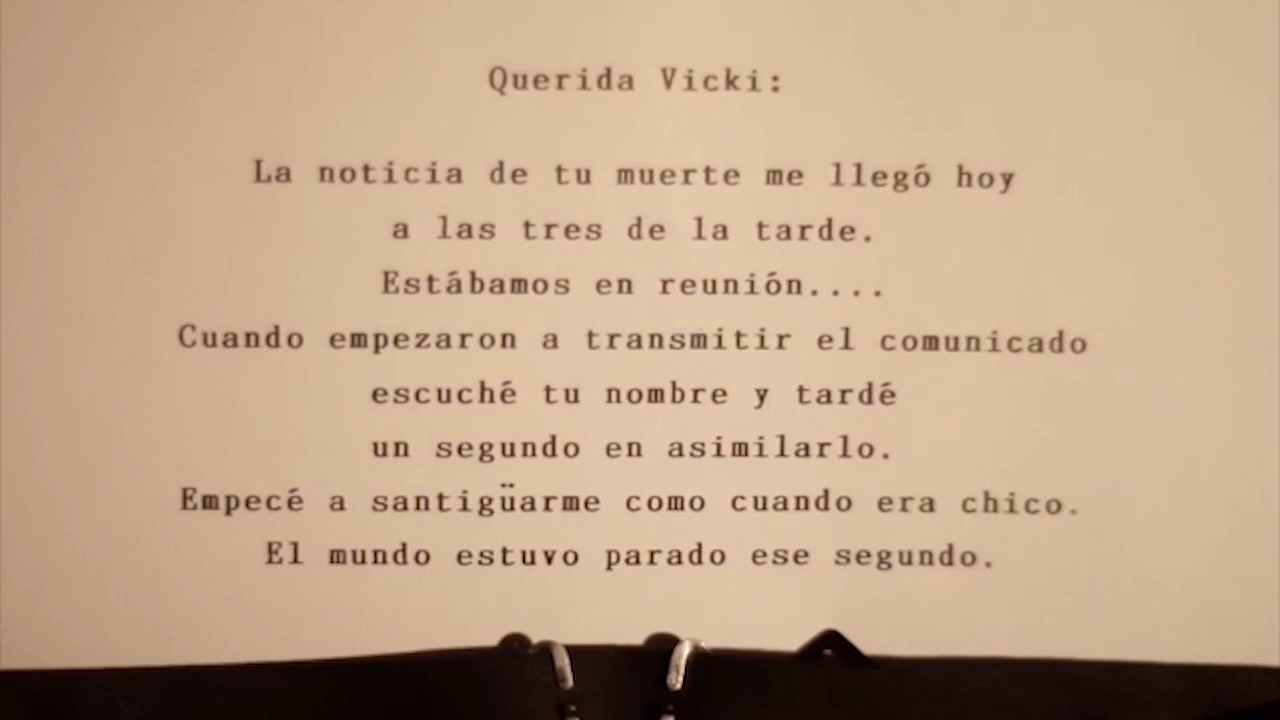 Querida Vicki:
La noticia de tu muerte me llegó hoy
a las tres de la tarde.
Estábamos en reunión....
Cuando empezaron a transmitir el comunicado
escuché tu nombre y tardé
un segundo en asimilarlo.
Empecé a santigüarme como cuando era chico.
El mundo estuvo parado ese segundo.